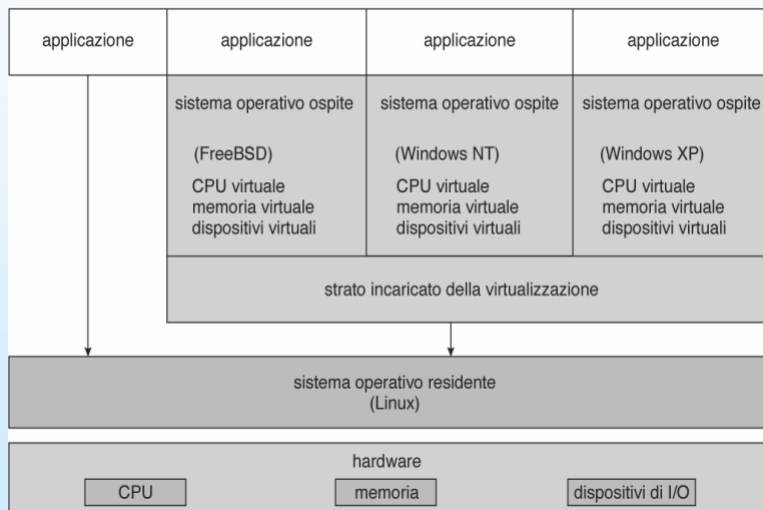 applicazione
applicazione
applicazione
applicazione
sistema operativo ospite
(FreeBSD)
CPU virtuale
memoria virtuale
dispositivi virtuali
sistema operativo ospite
(Windows NT)
CPU virtuale
memoria virtuale
dispositivi virtuali
sistema operativo ospite
(Windows XP)
CPU virtuale
memoria virtuale
dispositivi virtuali
strato incaricato della virtualizzazione
sistema operativo residente
(Linux)
hardware
CPU
memoria
dispositivi di I/O